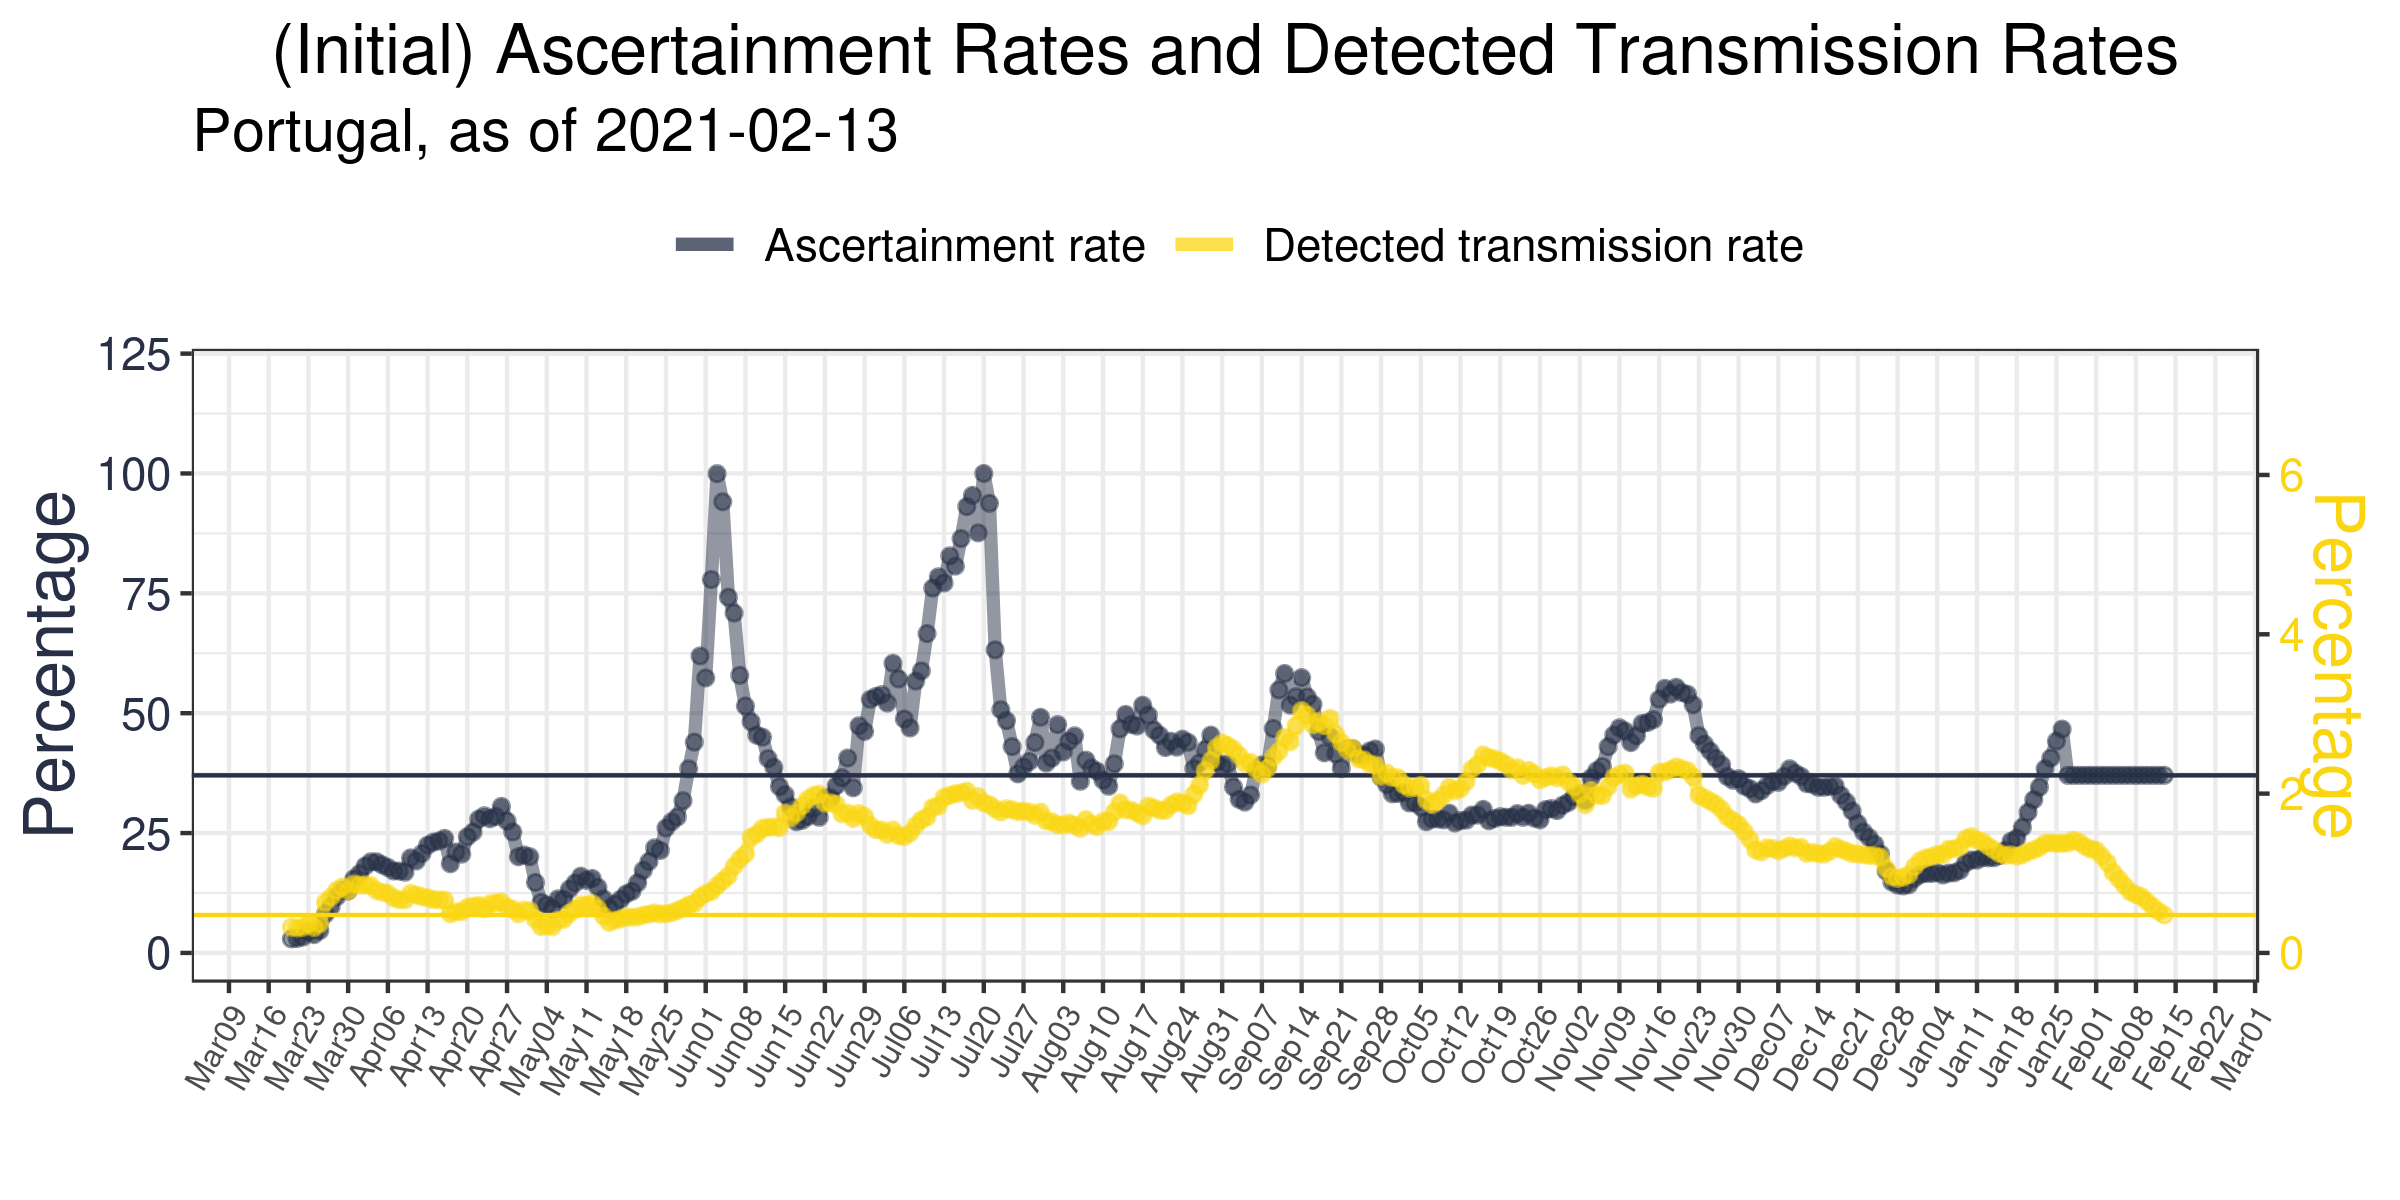 (Initial) Ascertainment Rates and Detected Transmission Rates
Portugal, as of 2021-02-13
Ascertainment rate
Detected transmission rate
Percentage
125
100
75
50
25
0
6
4
2
0
Percentage
Mar09
Mar16
Mar23
Mar30
Apr06
Apr13
Apr20
Apr27
May04
May11
May18
May25
Jun01
Jun08
Jun15
Jun22
Jun29
Jul06
Jul13
Jul20
Jul27
Aug03
Aug10
Aug17
Aug24
Aug31
Sep07
Sep14
Sep21
Sep28
Oct05
Oct12
Oct19
Oct26
Nov02
Nov09
Nov16
Nov23
Nov30
Dec07
Dec14
Dec21
Dec28
Jan04
Jan11
Jan18
Jan25
Feb01
Feb08
Feb15
Feb22
Mar01